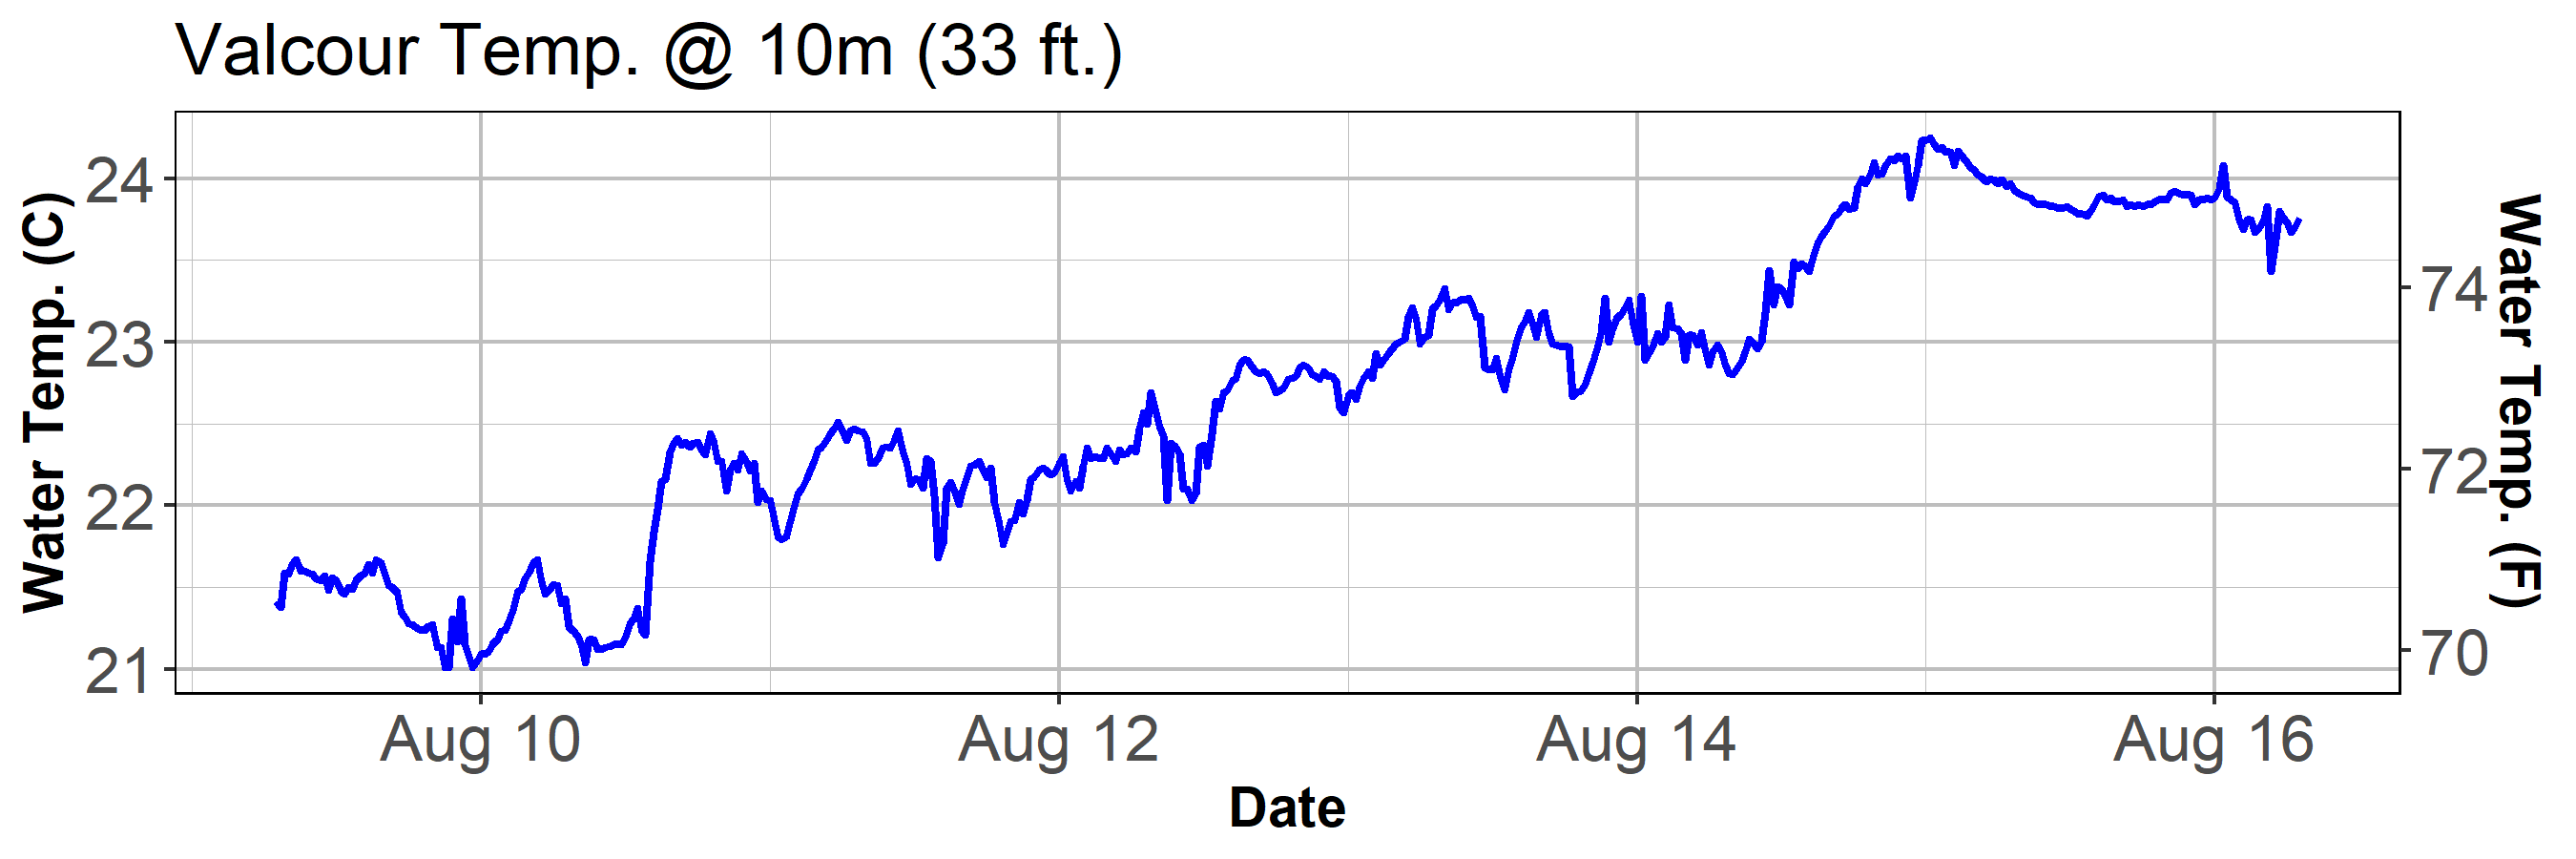 Valcour Temp. @ 10m (33 ft.)
Water Temp. (C)
24
23
22
21
74
72
70
Water Temp. (F)
Aug 10 Aug 12 Aug 14 Aug 16
Date